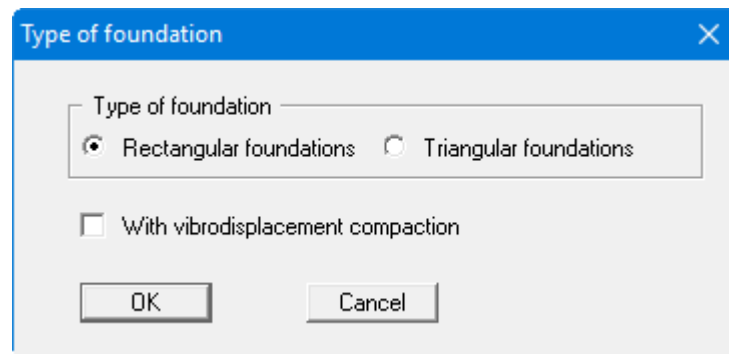 Type of foundation
Type of foundation
Rectangular foundations Triangular foundations
With vibrodisplacement compaction
OK Cancel